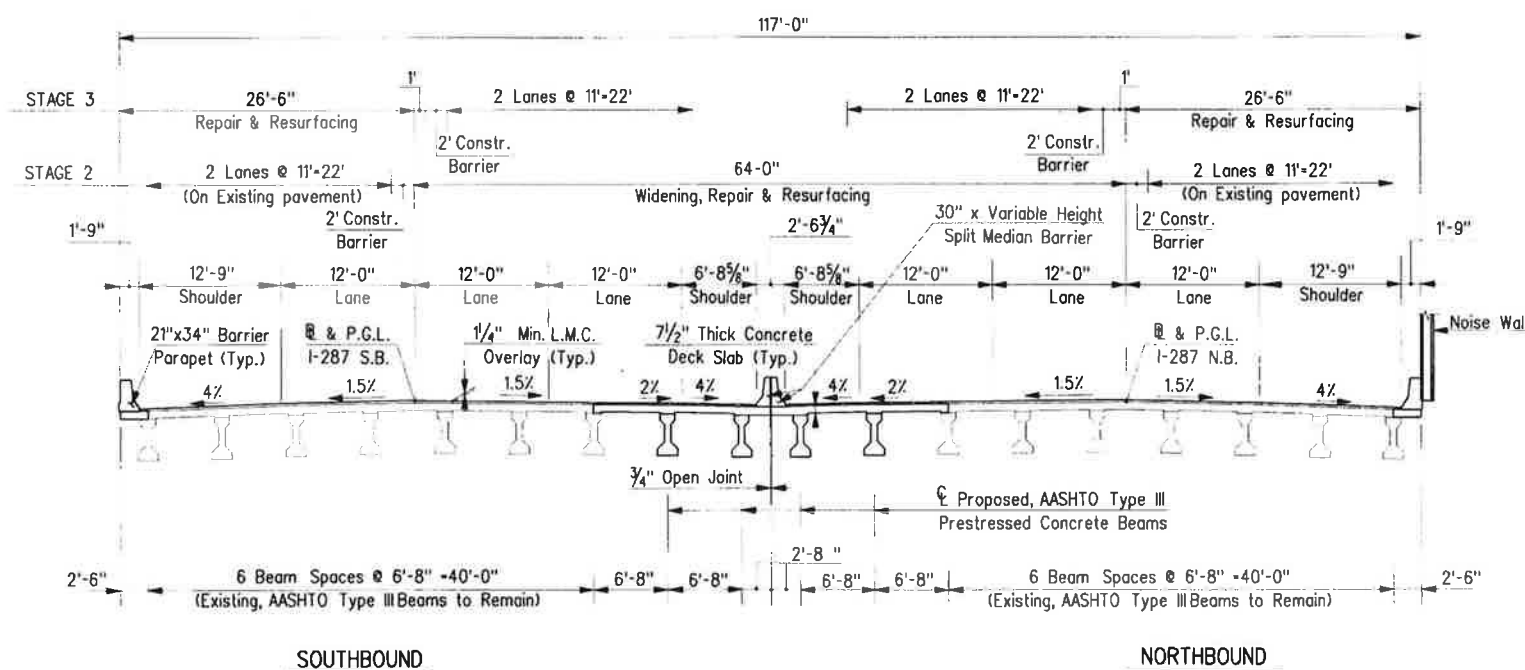 117'-0"
1'
1'
STAGE 3
26'-6"
2 Lanes @ 11'=22'
2 Lanes @ 11'=22'
26'-6"
Repair & Resurfacing
Repair & Resurfacing
2' Constr.
Barrier
2' Constr.
Barrier
STAGE 2
2 Lanes @ 11'=22'
(On Existing pavement)
64'-0"
Widening, Repair & Resurfacing
2 Lanes @ 11'=22'
(On Existing pavement)
2' Constr.
Barrier
30" x Variable Height
Split Median Barrier
2'-6¾"
2' Constr.
Barrier
1'-9"
1'-9"
12'-9"
Shoulder
12'-0"
Lane
12'-0"
Lane
12'-0"
Lane
6'-8⅝"
Shoulder
6'-8⅝"
Shoulder
12'-0"
Lane
12'-0"
Lane
12'-0"
Lane
12'-9"
Shoulder
21"x34" Barrier
Parapet (Typ.)
℄ & P.G.L.
I-287 S.B.
1¼" Min. L.M.C.
Overlay (Typ.)
7½" Thick Concrete
Deck Slab (Typ.)
℄ & P.G.L.
I-287 N.B.
Noise Wal
4% 1.5% 1.5% 2% 4% 4% 2% 1.5% 1.5% 4%
¾" Open Joint
℄ Proposed, AASHTO Type III
Prestressed Concrete Beams
2'-8 "
2'-6"
6 Beam Spaces @ 6'-8" =40'-0"
(Existing, AASHTO Type III Beams to Remain)
6'-8"
6'-8"
6'-8"
6'-8"
6 Beam Spaces @ 6'-8" =40'-0"
(Existing, AASHTO Type III Beams to Remain)
2'-6"
SOUTHBOUND
NORTHBOUND